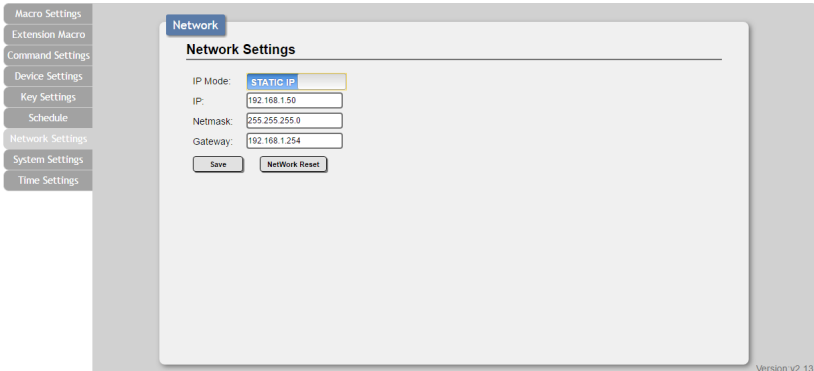 Macro Settings
Extension Macro
Command Settings
Device Settings
Key Settings
Schedule
Network Settings
System Settings
Time Settings
Network
Network Settings
IP Mode: STATIC IP
IP: 192.168.1.50
Netmask: 255.255.255.0
Gateway: 192.168.1.254
Save NetWork Reset
Version v2.13